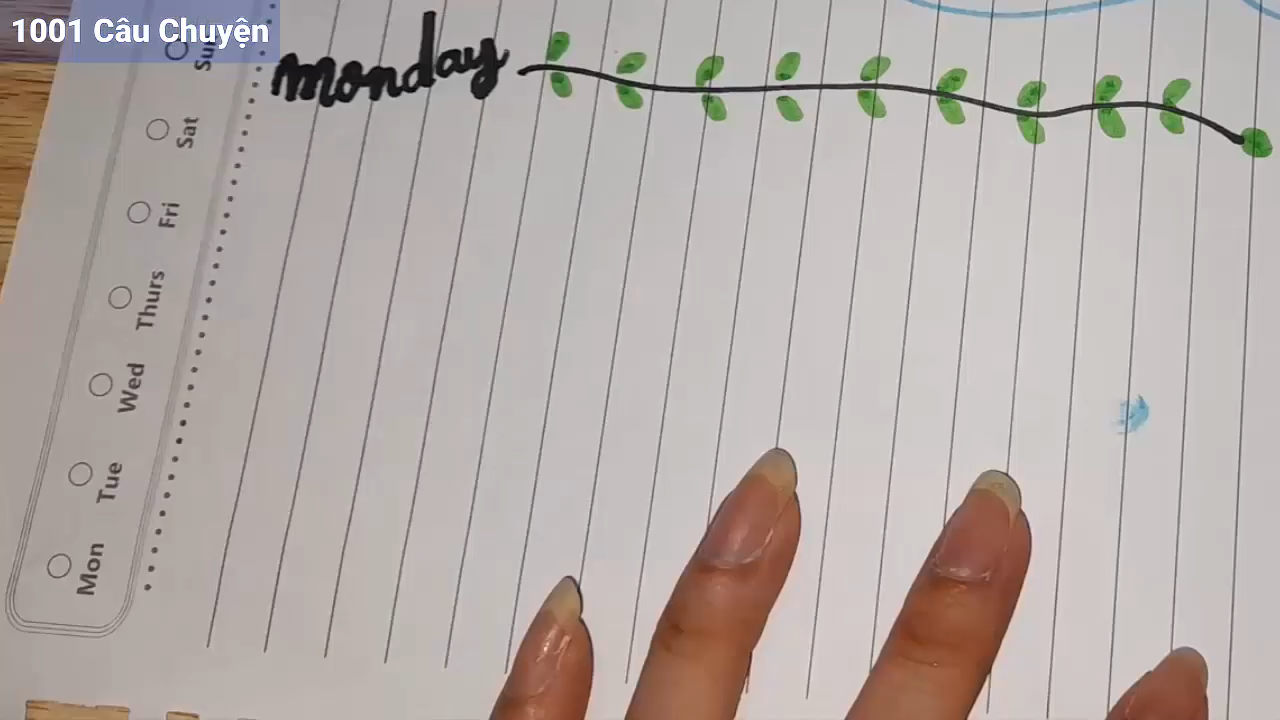 1001 Câu Chuyện
monday
Sun
Sat
Fri
Thurs
Wed
Tue
Mon